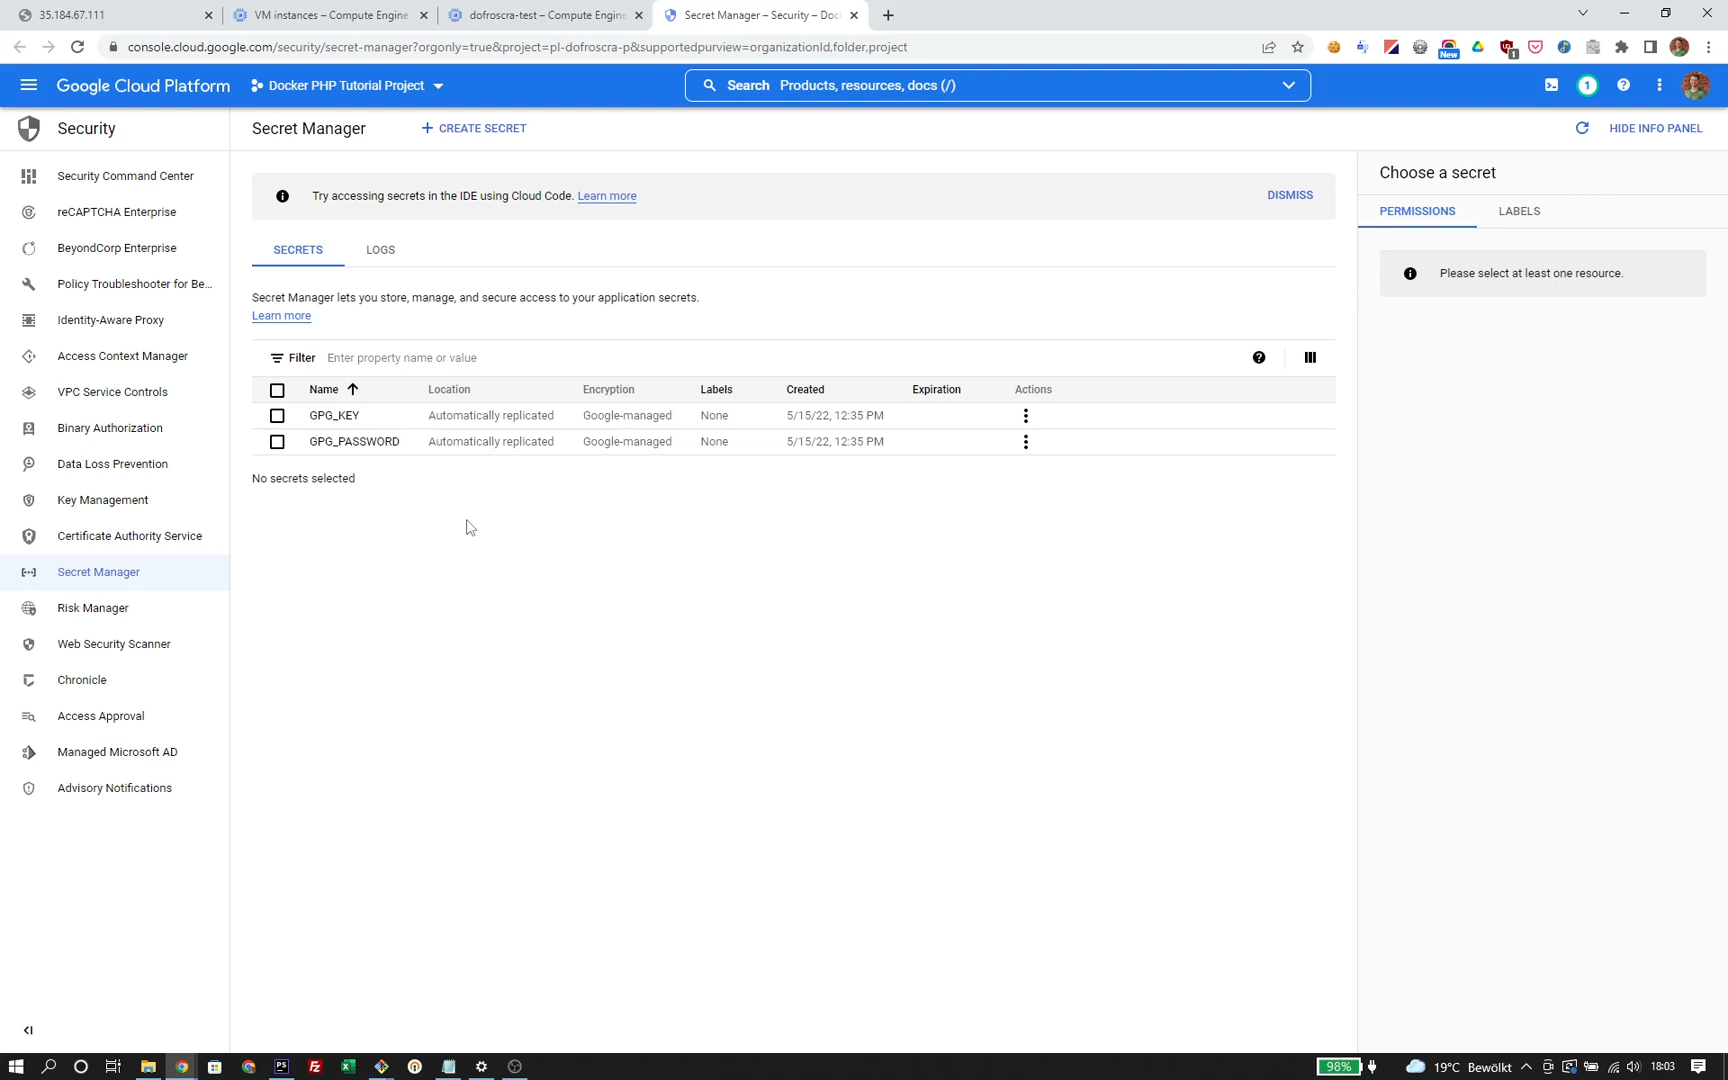 35.184.67.111
VM instances – Compute Engine
dofroscra-test – Compute Engine
Secret Manager – Security – Doc
console.cloud.google.com/security/secret-manager?orgonly=true&project=pl-dofroscra-p&supportedpurview=organizationId,folder,project
New
1
Google Cloud Platform
Docker PHP Tutorial Project
Search Products, resources, docs (/)
1
Security
Secret Manager
CREATE SECRET
HIDE INFO PANEL
Security Command Center
reCAPTCHA Enterprise
BeyondCorp Enterprise
Policy Troubleshooter for Be...
Identity-Aware Proxy
Access Context Manager
VPC Service Controls
Binary Authorization
Data Loss Prevention
Key Management
Certificate Authority Service
Secret Manager
Risk Manager
Web Security Scanner
Chronicle
Access Approval
Managed Microsoft AD
Advisory Notifications
Try accessing secrets in the IDE using Cloud Code. Learn more
DISMISS
SECRETS LOGS
Secret Manager lets you store, manage, and secure access to your application secrets.
Learn more
Filter Enter property name or value
Name Location Encryption Labels Created Expiration Actions
GPG_KEY Automatically replicated Google-managed None 5/15/22, 12:35 PM
GPG_PASSWORD Automatically replicated Google-managed None 5/15/22, 12:35 PM
No secrets selected
Choose a secret
PERMISSIONS LABELS
Please select at least one resource.
PS
98%
19°C Bewölkt
18:03